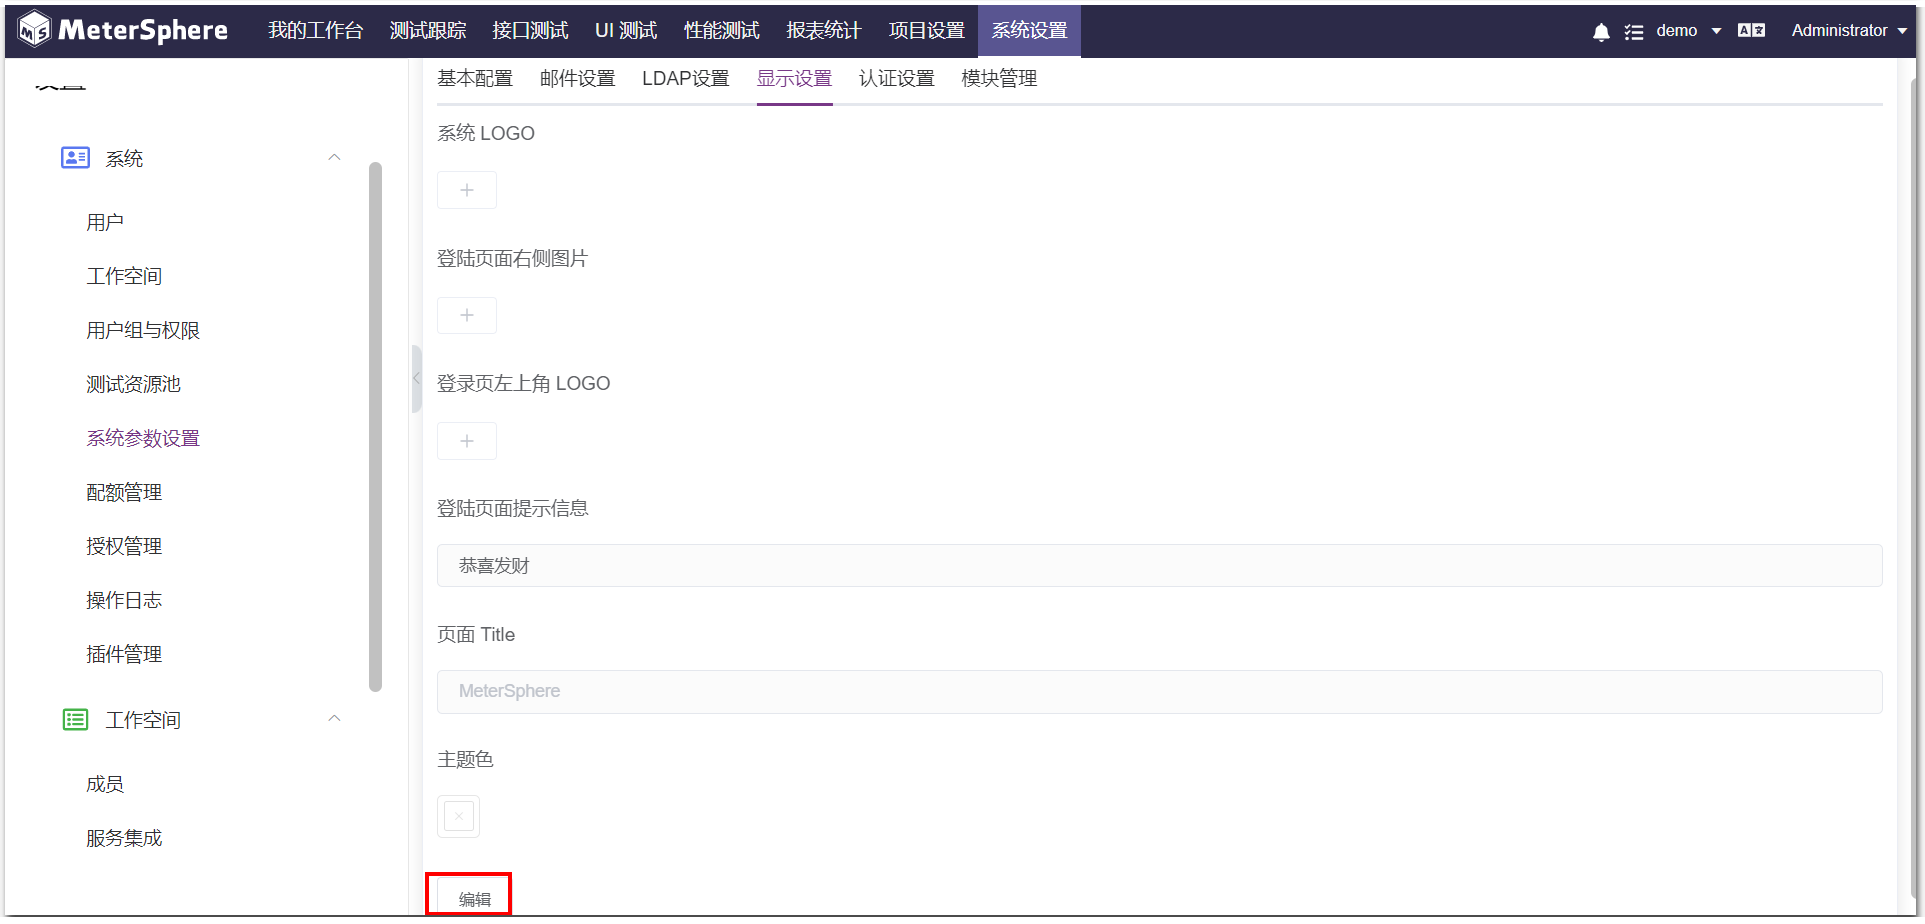 MeterSphere 我的工作台 测试跟踪 接口测试 UI 测试 性能测试 报表统计 项目设置 系统设置 demo Administrator
基本配置 邮件设置 LDAP设置 显示设置 认证设置 模块管理
系统
用户
工作空间
用户组与权限
测试资源池
系统参数设置
配额管理
授权管理
操作日志
插件管理
工作空间
成员
服务集成
系统 LOGO
登陆页面右侧图片
登录页左上角 LOGO
登陆页面提示信息
恭喜发财
页面 Title
MeterSphere
主题色
编辑